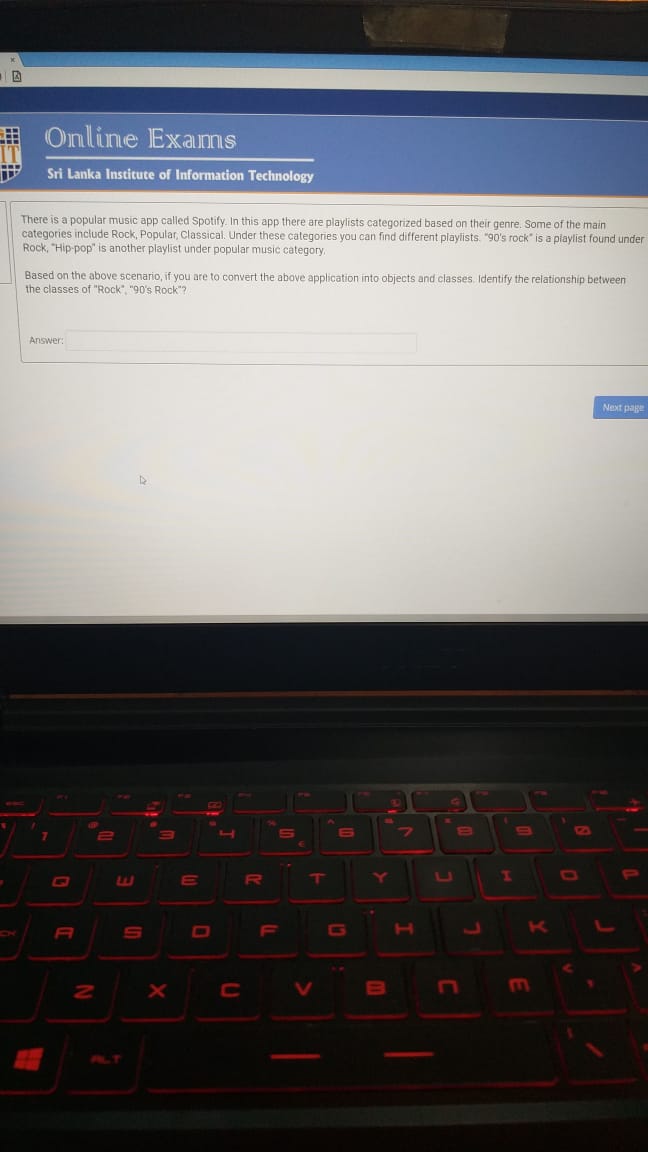 Online Exams
IT
Sri Lanka Institute of Information Technology
There is a popular music app called Spotify. In this app there are playlists categorized based on their genre. Some of the main
categories include Rock, Popular, Classical. Under these categories you can find different playlists. "90's rock" is a playlist found under
Rock, "Hip-pop" is another playlist under popular music category.
Based on the above scenario, if you are to convert the above application into objects and classes. Identify the relationship between
the classes of "Rock", "90's Rock"?
Answer:
Next page
esc
1 2 3 4 5 € 6 7 8 9 0
Q W E R T Y U I O P
A S D F G H J K L
Z X C V B N M , < >
ALT \